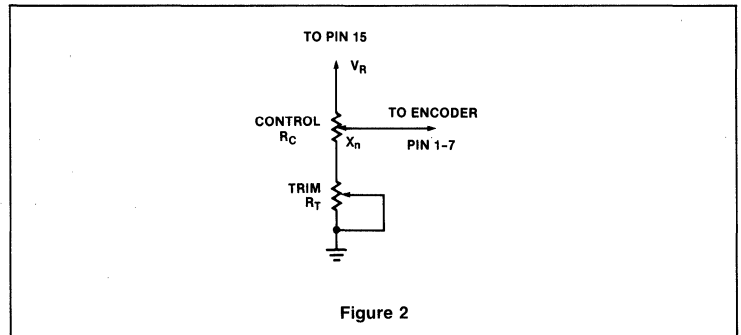 TO PIN 15
V_R
CONTROL
R_C
X_n
TO ENCODER
PIN 1-7
TRIM
R_T
Figure 2